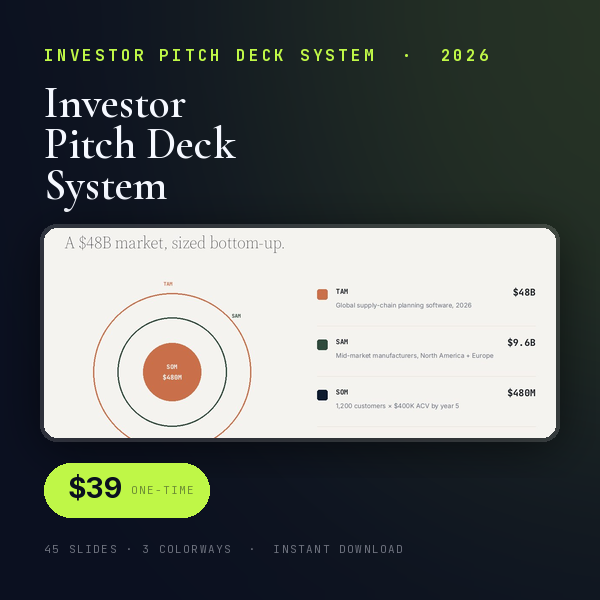 INVESTOR PITCH DECK SYSTEM · 2026
Investor
Pitch Deck
System
A $48B market, sized bottom-up.
TAM
SAM
SOM
$480M
TAM $48B
Global supply-chain planning software, 2026
SAM $9.6B
Mid-market manufacturers, North America + Europe
SOM $480M
1,200 customers × $400K ACV by year 5
$39 ONE-TIME
45 SLIDES · 3 COLORWAYS · INSTANT DOWNLOAD